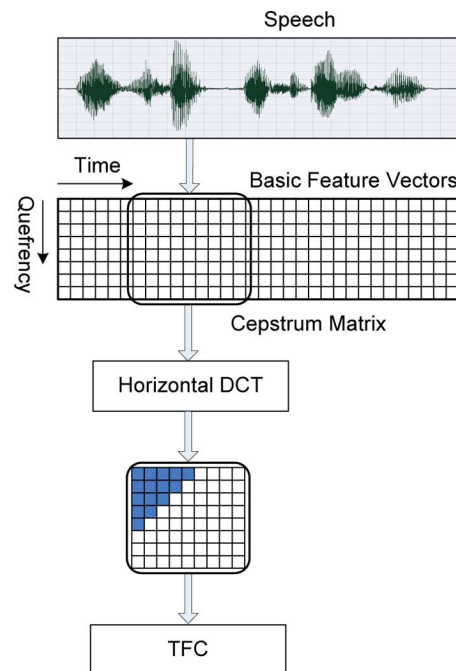 Speech
Time
Basic Feature Vectors
Quefrency
Cepstrum Matrix
Horizontal DCT
TFC